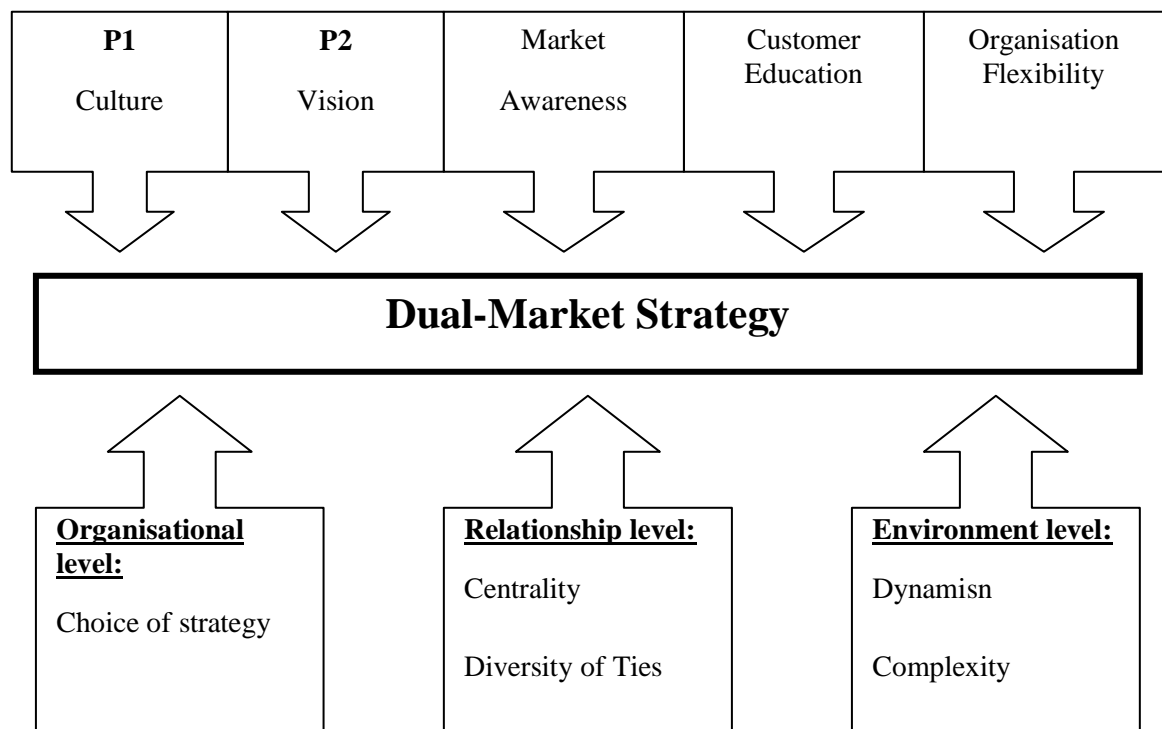 P1
Culture
P2
Vision
Market
Awareness
Customer
Education
Organisation
Flexibility
Dual-Market Strategy
Organisational
level:
Choice of strategy
Relationship level:
Centrality
Diversity of Ties
Environment level:
Dynamisn
Complexity